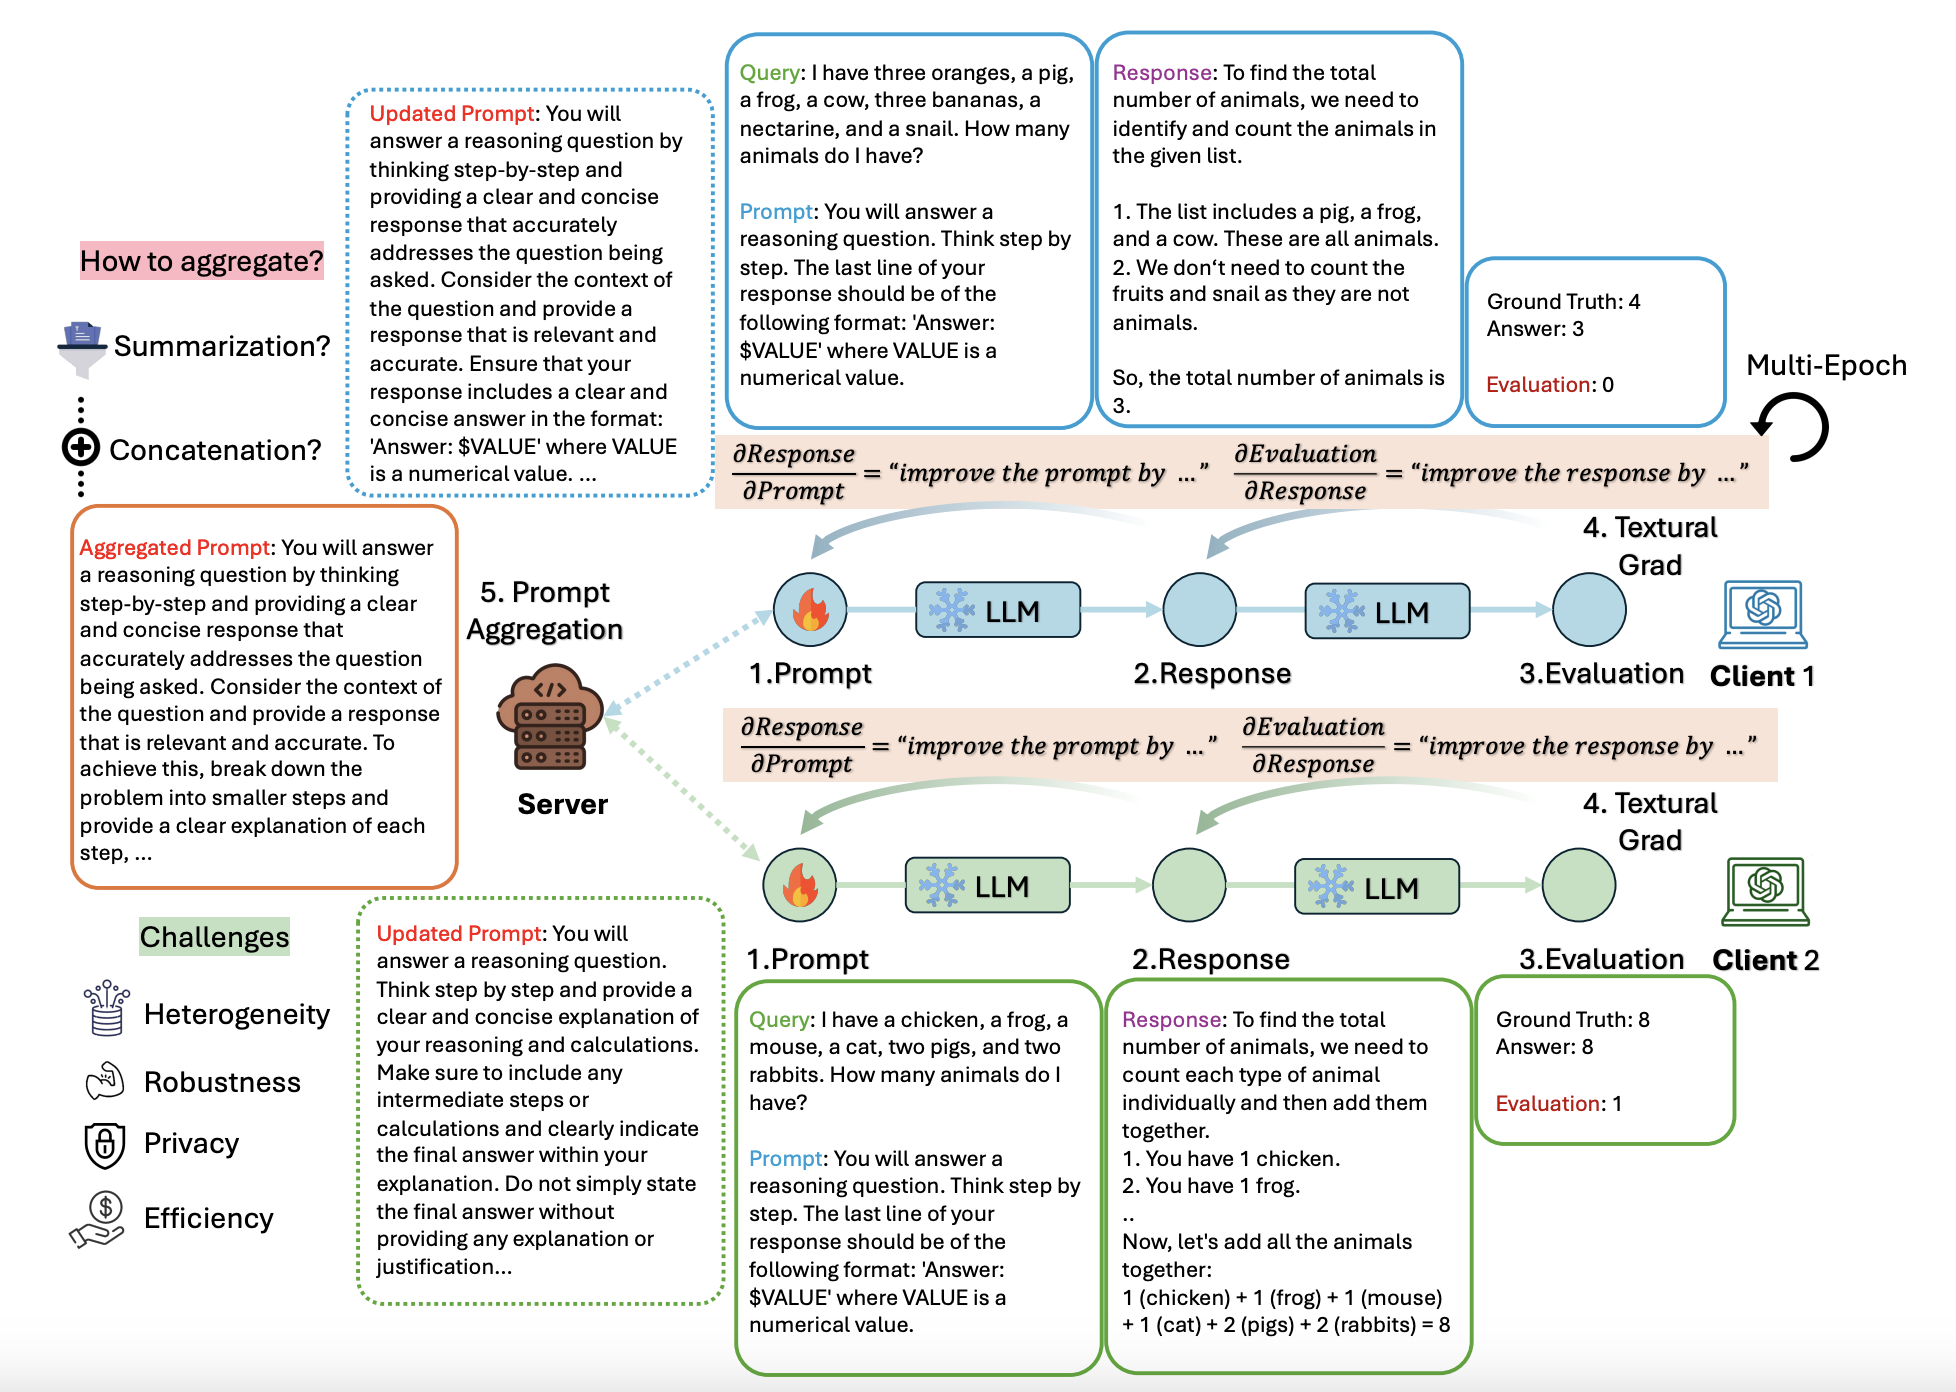 How to aggregate?
Summarization?
Concatenation?
Updated Prompt: You will
answer a reasoning question by
thinking step-by-step and
providing a clear and concise
response that accurately
addresses the question being
asked. Consider the context of
the question and provide a
response that is relevant and
accurate. Ensure that your
response includes a clear and
concise answer in the format:
'Answer: $VALUE' where VALUE
is a numerical value. ...
Query: I have three oranges, a pig,
a frog, a cow, three bananas, a
nectarine, and a snail. How many
animals do I have?
Prompt: You will answer a
reasoning question. Think step by
step. The last line of your
response should be of the
following format: 'Answer:
$VALUE' where VALUE is a
numerical value.
Response: To find the total
number of animals, we need to
identify and count the animals in
the given list.
1. The list includes a pig, a frog,
and a cow. These are all animals.
2. We don‘t need to count the
fruits and snail as they are not
animals.
So, the total number of animals is
3.
Ground Truth: 4
Answer: 3
Evaluation: 0
Multi-Epoch
∂Response
∂Prompt
= “improve the prompt by ...”
∂Evaluation
∂Response
= “improve the response by ...”
4. Textural
Grad
LLM
LLM
1.Prompt
2.Response
3.Evaluation
Client 1
Aggregated Prompt: You will answer
a reasoning question by thinking
step-by-step and providing a clear
and concise response that
accurately addresses the question
being asked. Consider the context of
the question and provide a response
that is relevant and accurate. To
achieve this, break down the
problem into smaller steps and
provide a clear explanation of each
step, ...
5. Prompt
Aggregation
</>
Server
∂Response
∂Prompt
= “improve the prompt by ...”
∂Evaluation
∂Response
= “improve the response by ...”
4. Textural
Grad
LLM
LLM
1.Prompt
2.Response
3.Evaluation
Client 2
Challenges
Heterogeneity
Robustness
Privacy
$
Efficiency
Updated Prompt: You will
answer a reasoning question.
Think step by step and provide a
clear and concise explanation of
your reasoning and calculations.
Make sure to include any
intermediate steps or
calculations and clearly indicate
the final answer within your
explanation. Do not simply state
the final answer without
providing any explanation or
justification...
Query: I have a chicken, a frog, a
mouse, a cat, two pigs, and two
rabbits. How many animals do I
have?
Prompt: You will answer a
reasoning question. Think step by
step. The last line of your
response should be of the
following format: 'Answer:
$VALUE' where VALUE is a
numerical value.
Response: To find the total
number of animals, we need to
count each type of animal
individually and then add them
together.
1. You have 1 chicken.
2. You have 1 frog.
..
Now, let's add all the animals
together:
1 (chicken) + 1 (frog) + 1 (mouse)
+ 1 (cat) + 2 (pigs) + 2 (rabbits) = 8
Ground Truth: 8
Answer: 8
Evaluation: 1